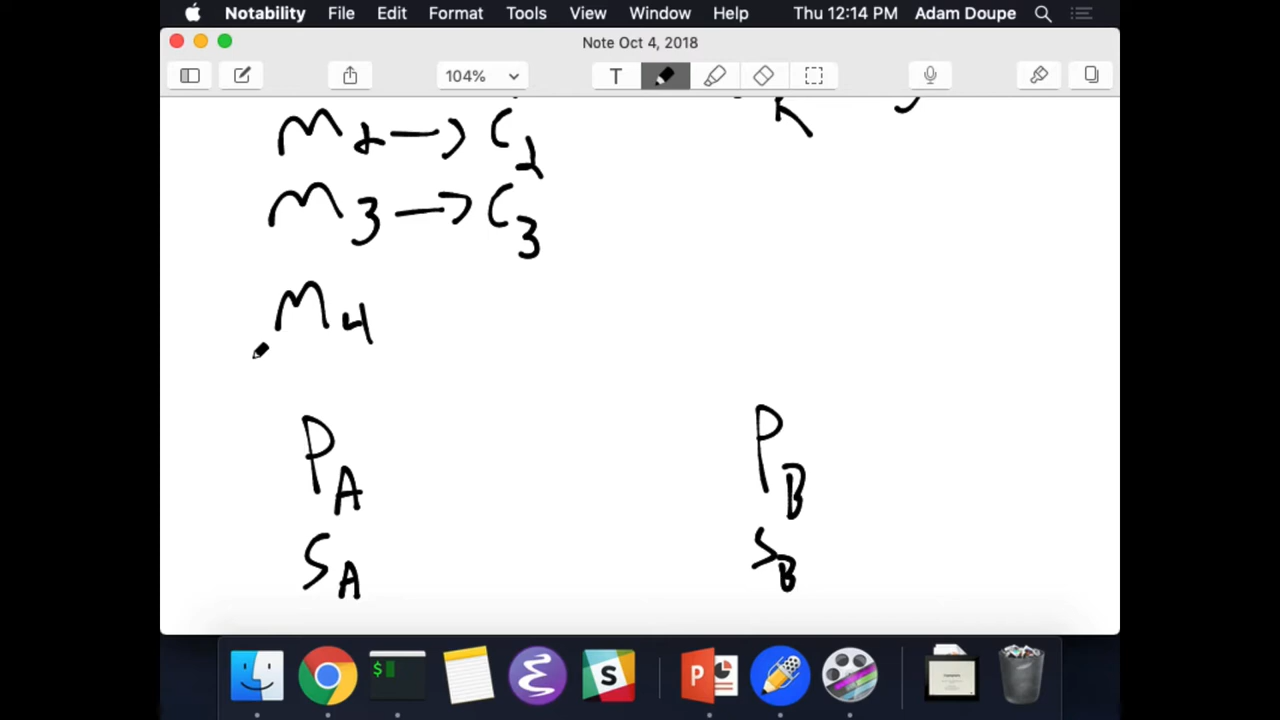 Notability File Edit Format Tools View Window Help Thu 12:14 PM Adam Doupe
Note Oct 4, 2018
104% T
K
M2 → C2
M3 → C3
M4
PA PB
SA SB
$ S P